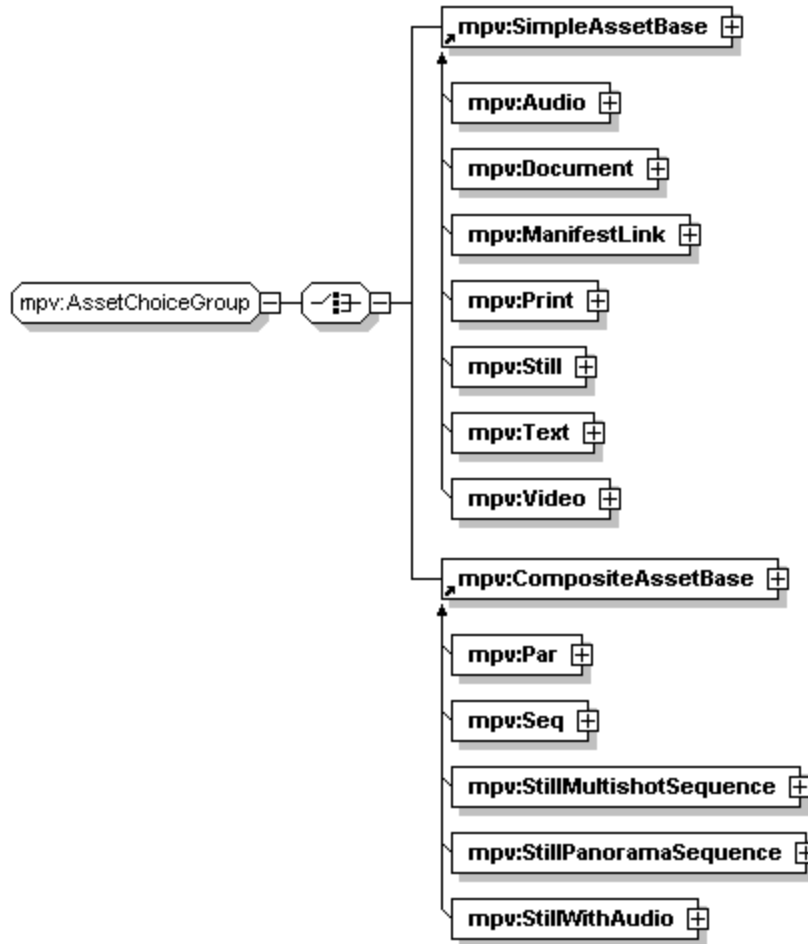 mpv:SimpleAssetBase
mpv:Audio
mpv:Document
mpv:ManifestLink
mpv:AssetChoiceGroup
mpv:Print
mpv:Still
mpv:Text
mpv:Video
mpv:CompositeAssetBase
mpv:Par
mpv:Seq
mpv:StillMultishotSequence
mpv:StillPanoramaSequence
mpv:StillWithAudio